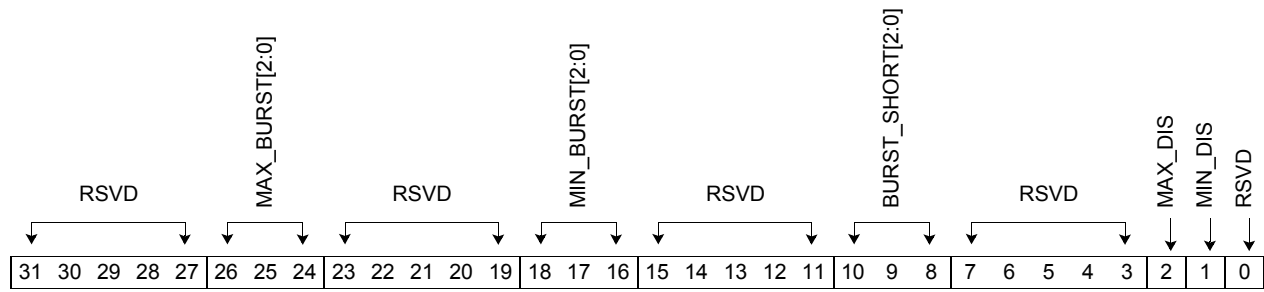 MAX_BURST[2:0]
MIN_BURST[2:0]
BURST_SHORT[2:0]
MAX_DIS
MIN_DIS
RSVD
RSVD RSVD RSVD RSVD
31 30 29 28 27 26 25 24 23 22 21 20 19 18 17 16 15 14 13 12 11 10 9 8 7 6 5 4 3 2 1 0